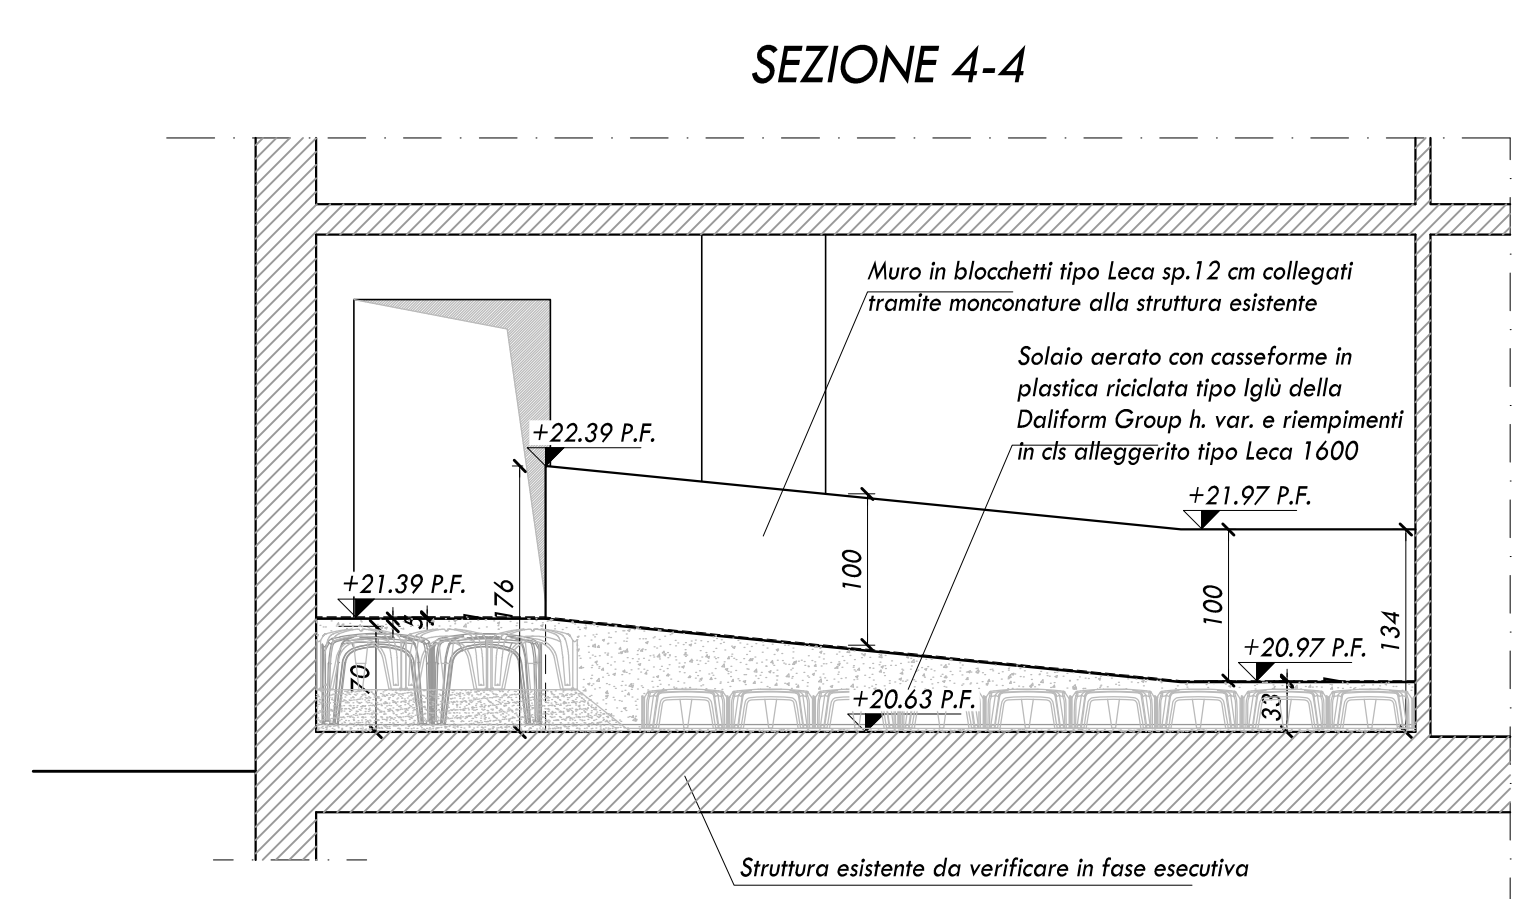 SEZIONE 4-4
Muro in blocchetti tipo Leca sp.12 cm collegati
tramite monconature alla struttura esistente
Solaio aerato con casseforme in
plastica riciclata tipo Iglù della
Daliform Group h. var. e riempimenti
in cls alleggerito tipo Leca 1600
+22.39 P.F.
+21.97 P.F.
+21.39 P.F.
176
100
100
134
5
+20.97 P.F.
70
+20.63 P.F.
33
Struttura esistente da verificare in fase esecutiva